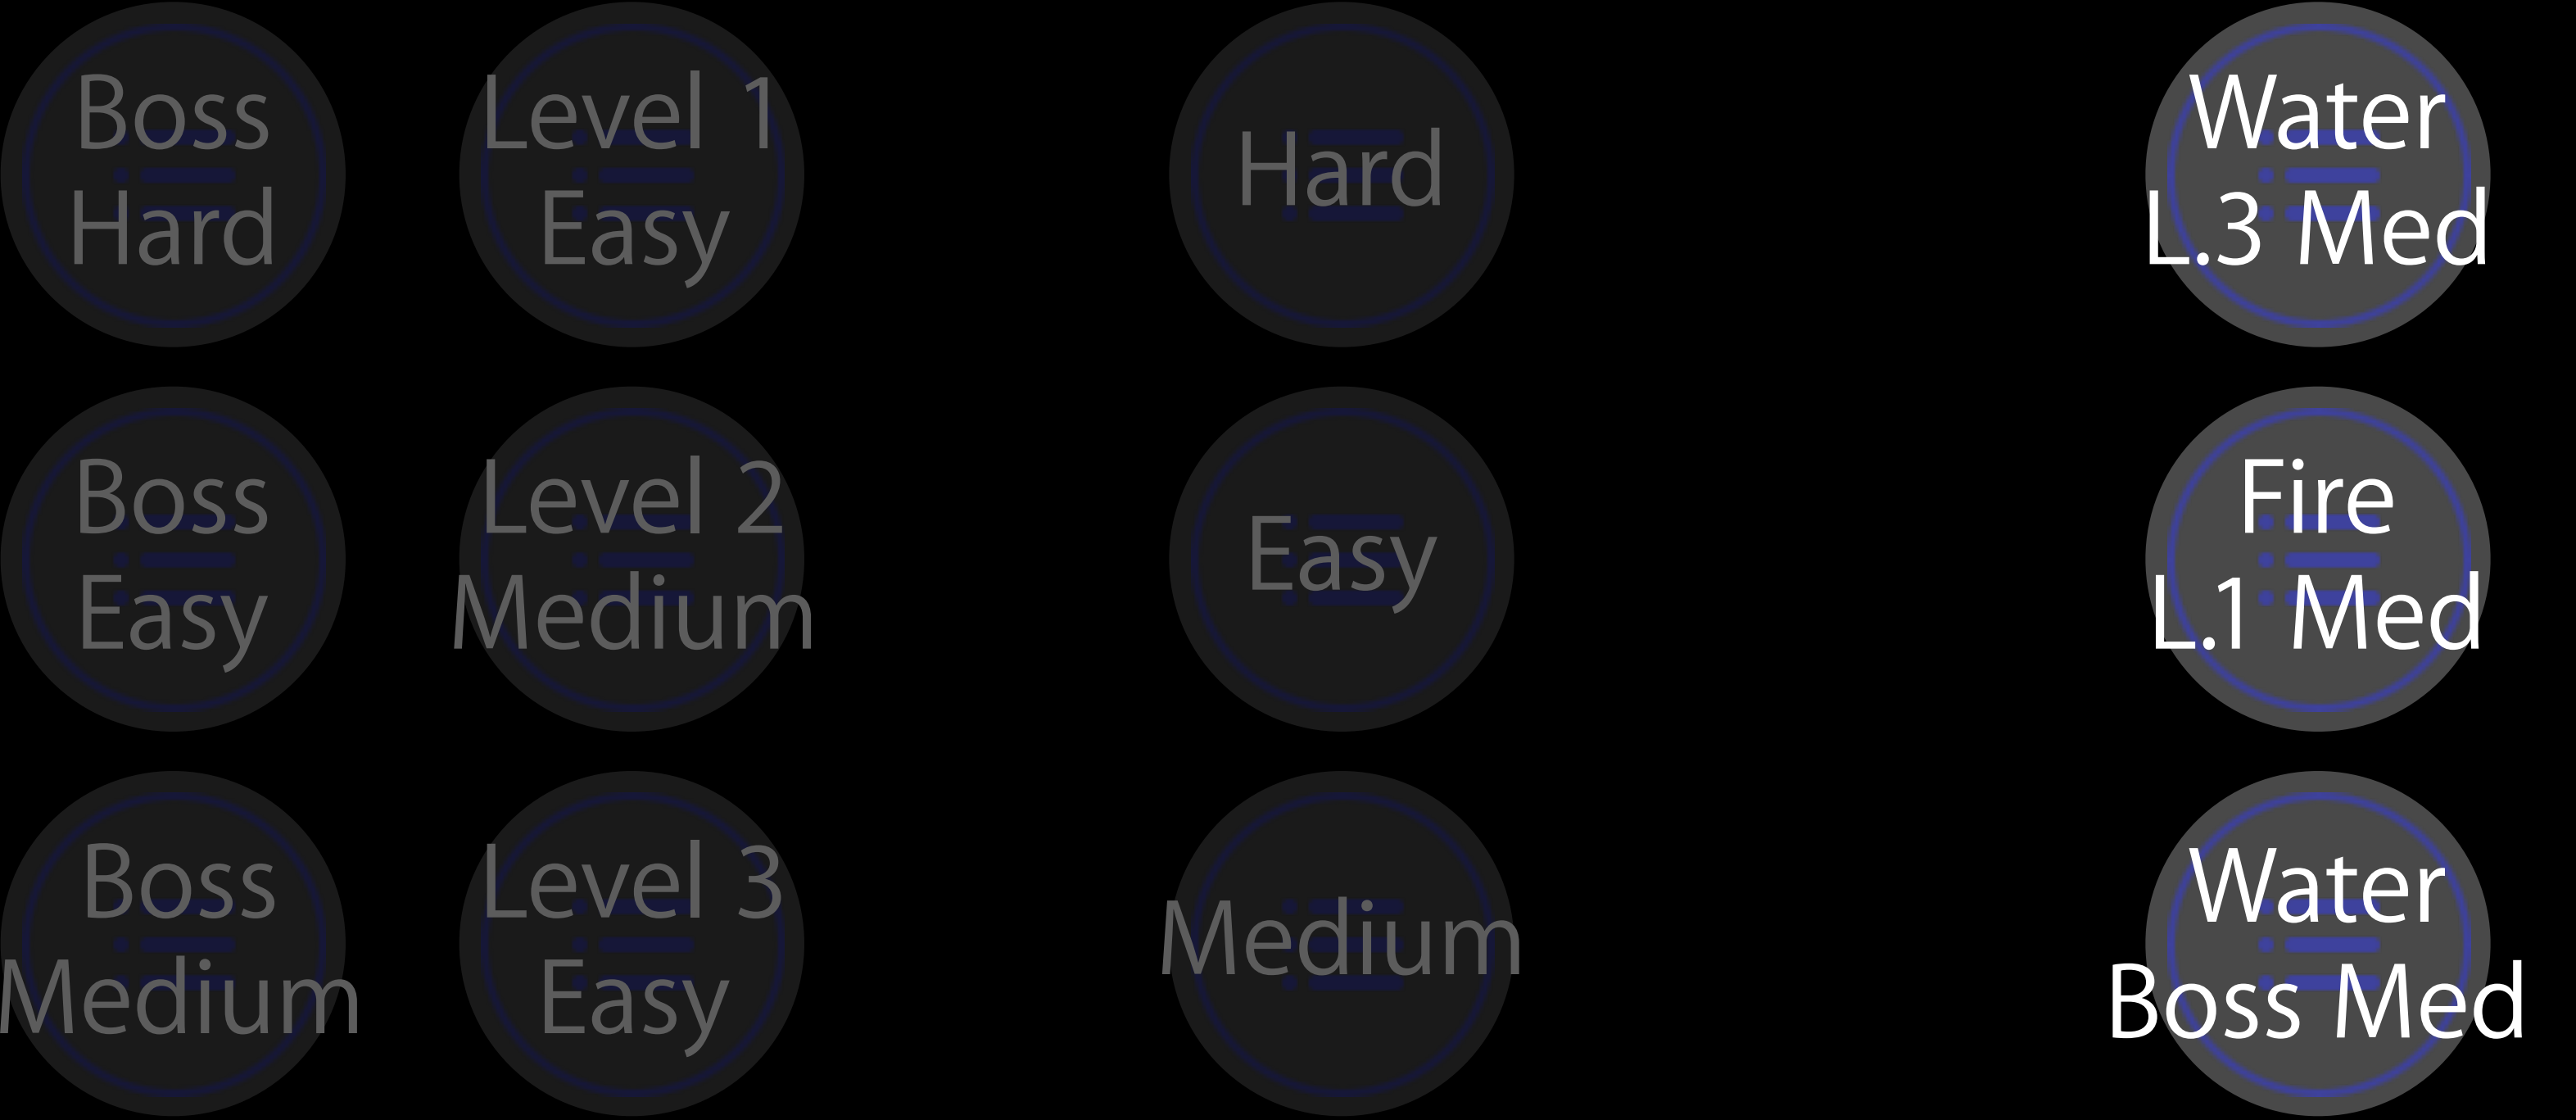 Boss
Hard
Level 1
Easy
Hard
Water
L.3 Med
Boss
Easy
Level 2
Medium
Easy
Fire
L.1 Med
Boss
Medium
Level 3
Easy
Medium
Water
Boss Med